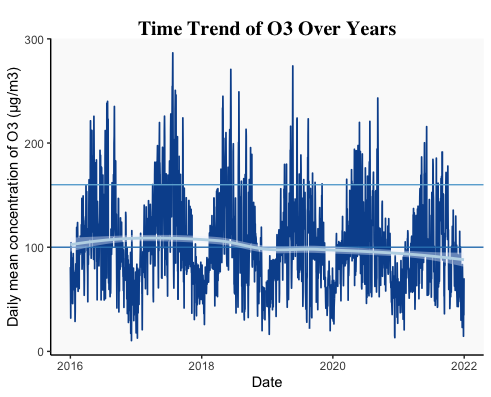 Time Trend of O3 Over Years
Daily mean concentration of O3 (μg/m3)
300
200
100
0
2016
2018
2020
2022
Date